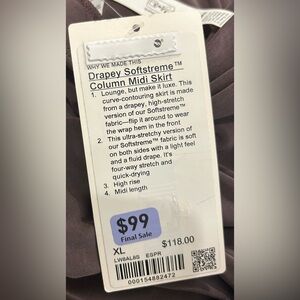 WHY WE MADE THIS
Drapey Softstreme™
Column Midi Skirt
1. Lounge, but make it luxe. This
curve-contouring skirt is made
from a drapey, high-stretch
version of our Softstreme™
fabric—flip it around to wear
the wrap hem in the front
2. This ultra-stretchy version of
our Softstreme™ fabric is soft
on both sides with a light feel
and a fluid drape. It's
four-way stretch and
quick-drying
3. High rise
4. Midi length
$99
Final Sale
XL
$118.00
LW8AL8S ESPR
000154882472